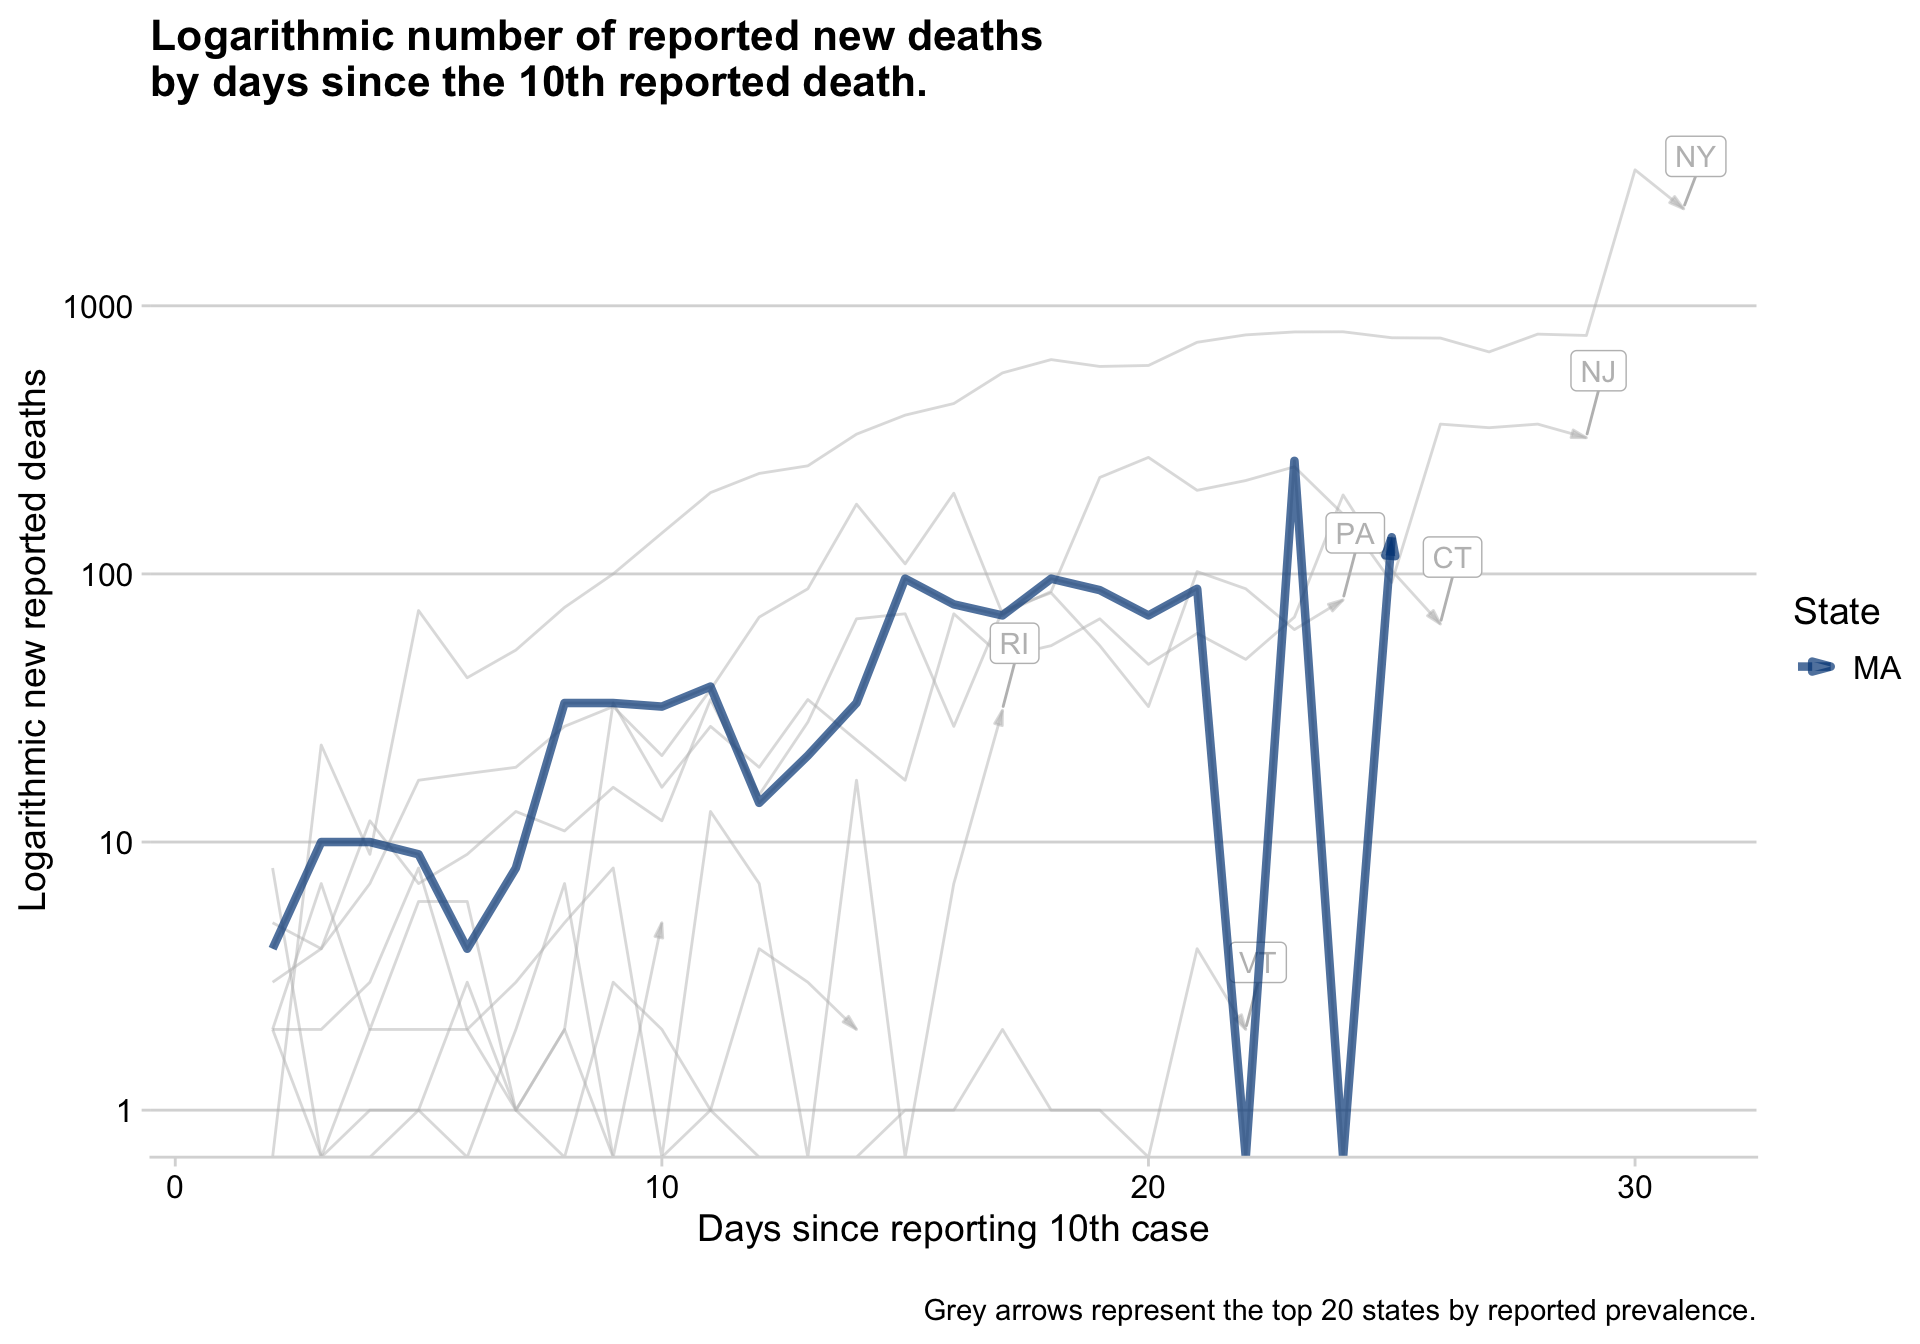 Logarithmic number of reported new deaths
by days since the 10th reported death.
NY
1000
NJ
PA
CT
100
RI
State
MA
10
VT
1
0
10
20
30
Logarithmic new reported deaths
Days since reporting 10th case
Grey arrows represent the top 20 states by reported prevalence.